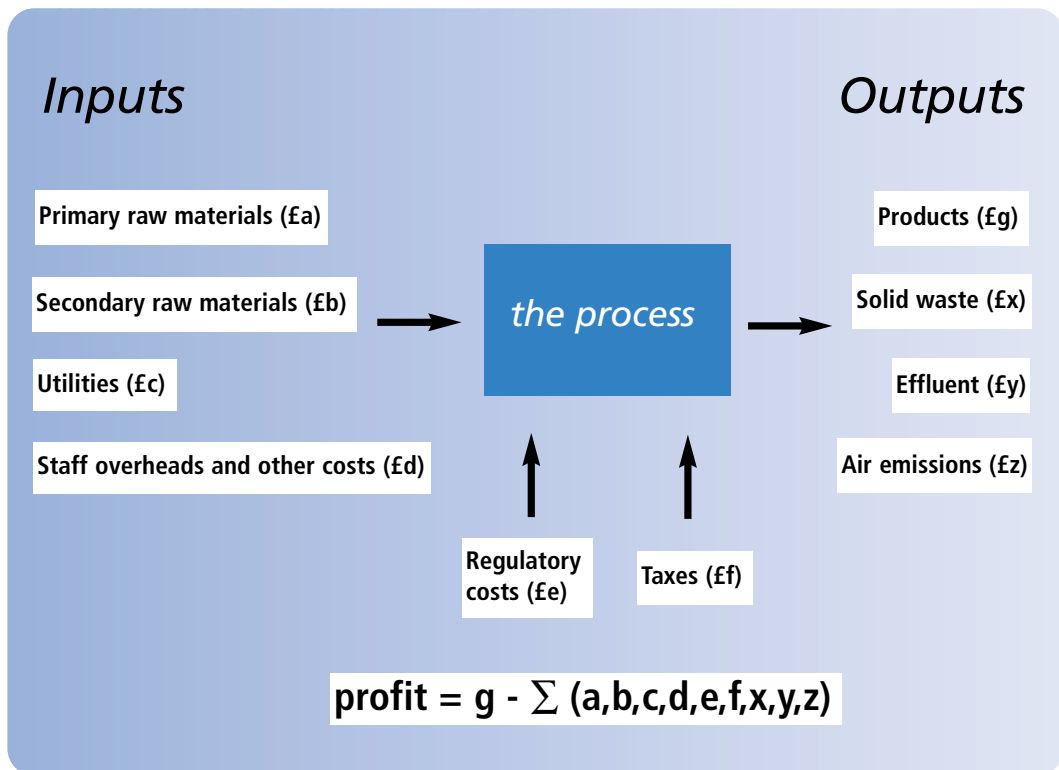 Inputs
Outputs
Primary raw materials (£a)
Secondary raw materials (£b)
Utilities (£c)
Staff overheads and other costs (£d)
the process
Products (£g)
Solid waste (£x)
Effluent (£y)
Air emissions (£z)
Regulatory
costs (£e)
Taxes (£f)
profit = g - ∑ (a,b,c,d,e,f,x,y,z)